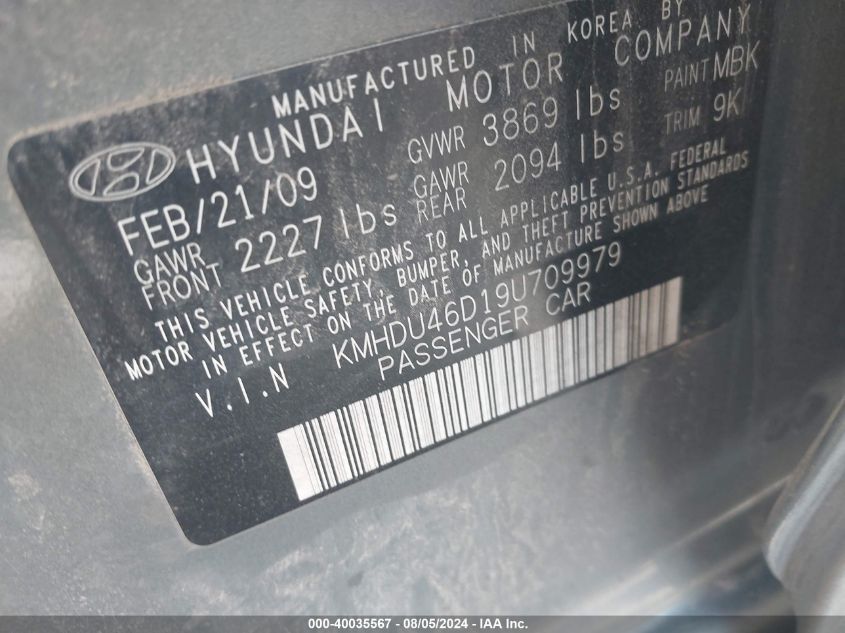 MANUFACTURED IN KOREA BY
HYUNDAI MOTOR COMPANY
FEB/21/09 GVWR 3869 lbs PAINT MBK
GAWR FRONT 2227 lbs GAWR REAR 2094 lbs TRIM 9K
THIS VEHICLE CONFORMS TO ALL APPLICABLE U.S.A. FEDERAL
MOTOR VEHICLE SAFETY, BUMPER, AND THEFT PREVENTION STANDARDS
IN EFFECT ON THE DATE OF MANUFACTURE SHOWN ABOVE
V.I.N KMHDU46D19U709979
PASSENGER CAR
000-40035567 - 08/05/2024 - IAA Inc.